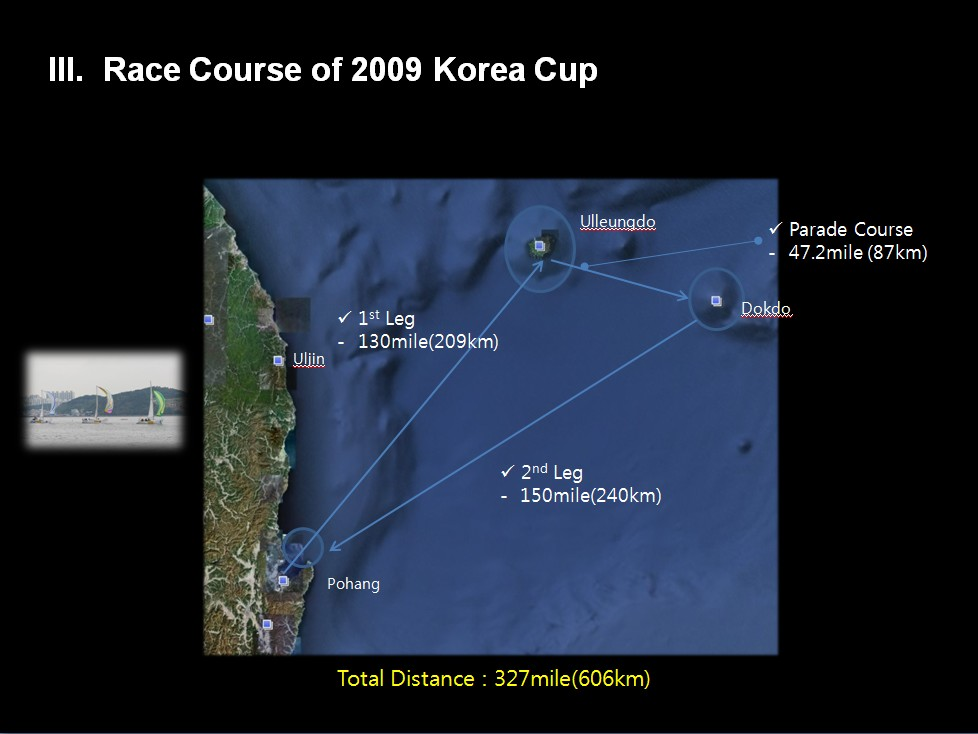 III. Race Course of 2009 Korea Cup
Ulleungdo
✓ Parade Course
- 47.2mile (87km)
Dokdo
✓ 1st Leg
- 130mile(209km)
Uljin
✓ 2nd Leg
- 150mile(240km)
Pohang
Total Distance : 327mile(606km)